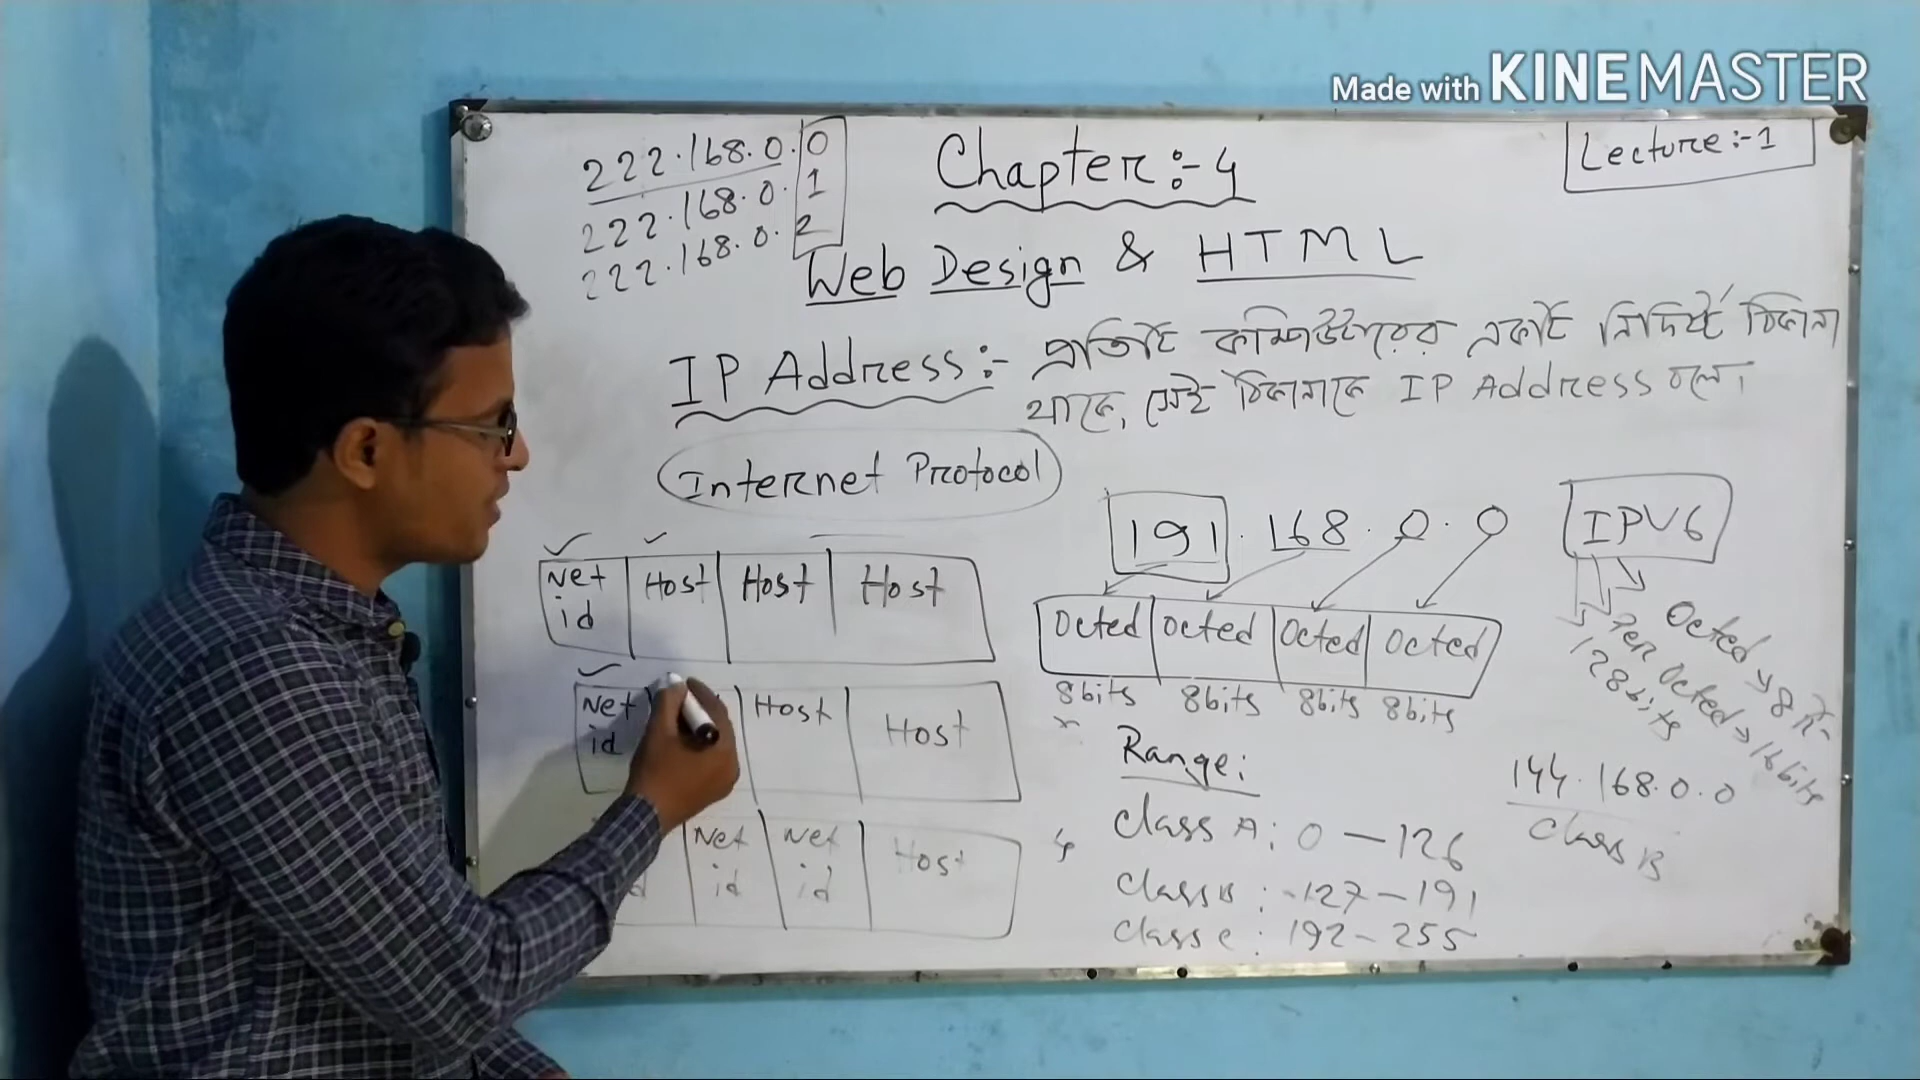 Made with KINEMASTER
Lecture:-1
222.168.0.0
222.168.0.1
222.168.0.2
Chapter:-4
Web Design & HTML
IP Address:- প্রতিটি কম্পিউটারের একটি নির্দিষ্ট ঠিকানা
থাকে, সেই ঠিকানাকে IP Address বলে।
Internet Protocol
191.168.0.0
IPV6
Net id Host Host Host
Octed Octed Octed Octed
8bits 8bits 8bits 8bits
Octed → 8 টি
Per Octed → 16bits
128bits
Net id Host Host
Net id Net id Host
Range:
Class A: 0 - 126
Class B: 127 - 191
Class C: 192 - 255
144.168.0.0
Class B